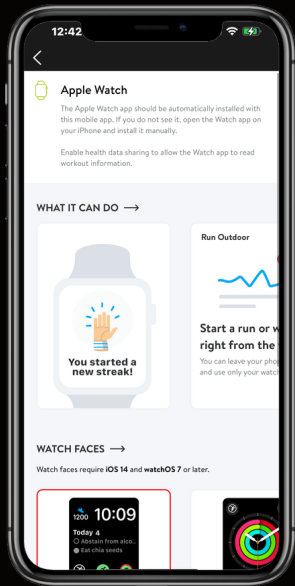 12:42
Apple Watch
The Apple Watch app should be automatically installed with
this mobile app. If you do not see it, open the Watch app on
your iPhone and install it manually.
Enable health data sharing to allow the Watch app to read
workout information.
WHAT IT CAN DO →
You started a
new streak!
Run Outdoor
Start a run or w
right from the
You can leave your pho
and use only your watc
WATCH FACES →
Watch faces require iOS 14 and watchOS 7 or later.
1200 10:09
Today 4
Abstain from alco..
Eat chia seeds